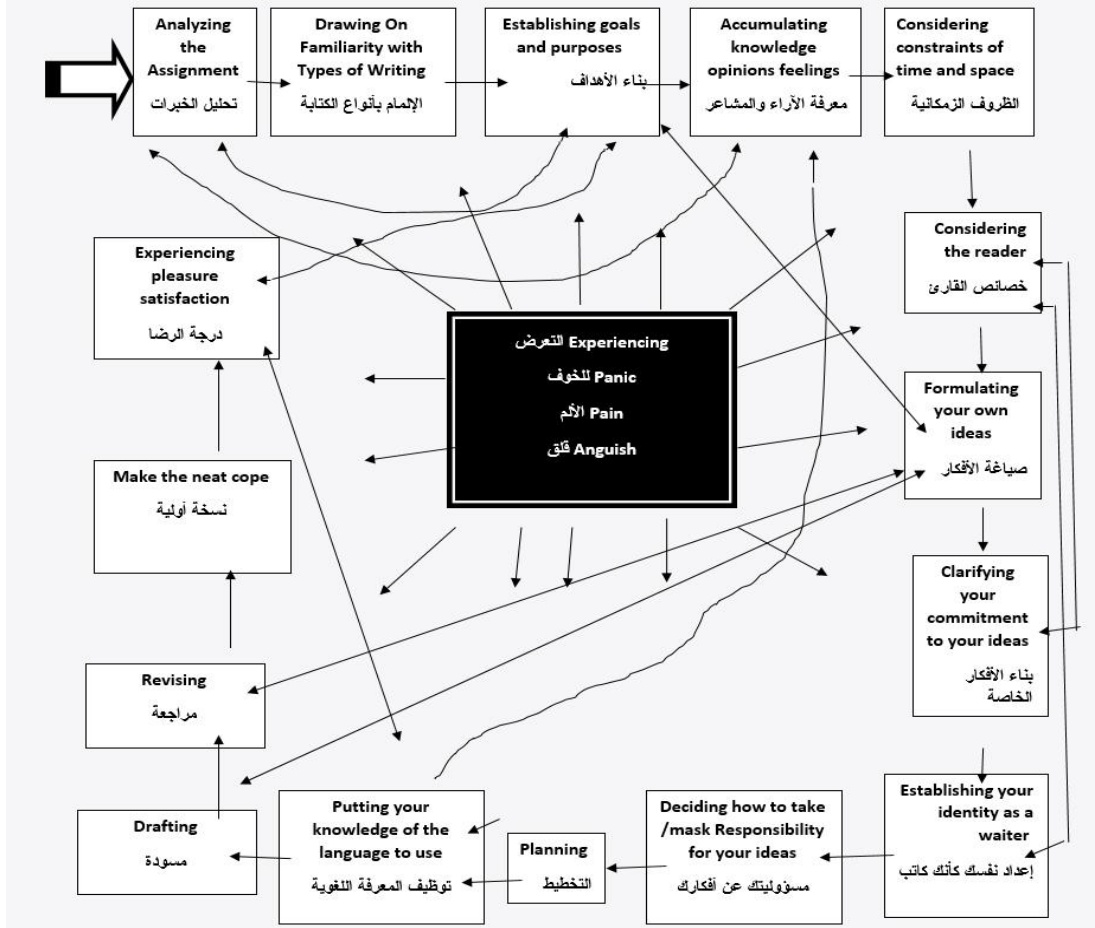 Analyzing
the
Assignment
تحليل الخبرات
Drawing On
Familiarity with
Types of Writing
الإلمام بأنواع الكتابة
Establishing goals
and purposes
بناء الأهداف
Accumulating
knowledge
opinions feelings
معرفة الآراء والمشاعر
Considering
constraints of
time and space
الظروف الزمكانية
Considering
the reader
خصائص القارئ
Formulating
your own
ideas
صياغة الأفكار
Clarifying
your
commitment
to your ideas
بناء الأفكار
الخاصة
Establishing your
identity as a
waiter
إعداد نفسك كأنك كاتب
Deciding how to take
/mask Responsibility
for your ideas
مسؤوليتك عن أفكارك
Planning
التخطيط
Putting your
knowledge of the
language to use
توظيف المعرفة اللغوية
Drafting
مسودة
Revising
مراجعة
Make the neat cope
نسخة أولية
Experiencing
pleasure
satisfaction
درجة الرضا
التعرض Experiencing
للخوف Panic
الألم Pain
قلق Anguish